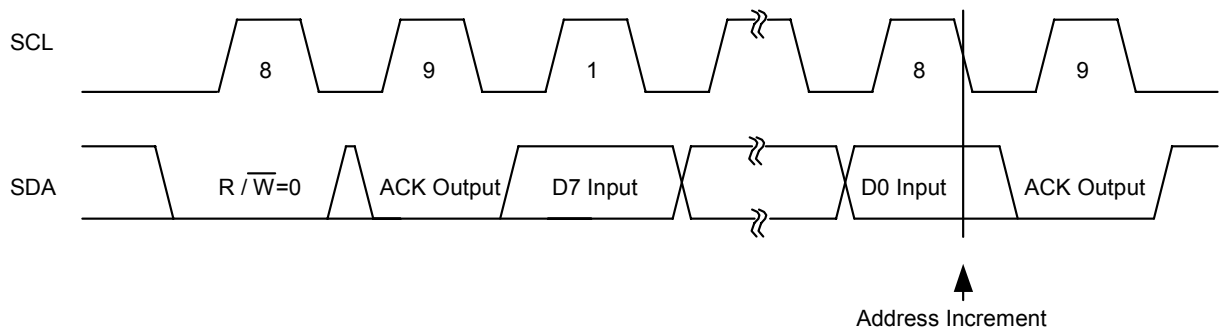 SCL
8 9 1 8 9
SDA
R / W̅=0 ACK Output D7 Input D0 Input ACK Output
Address Increment